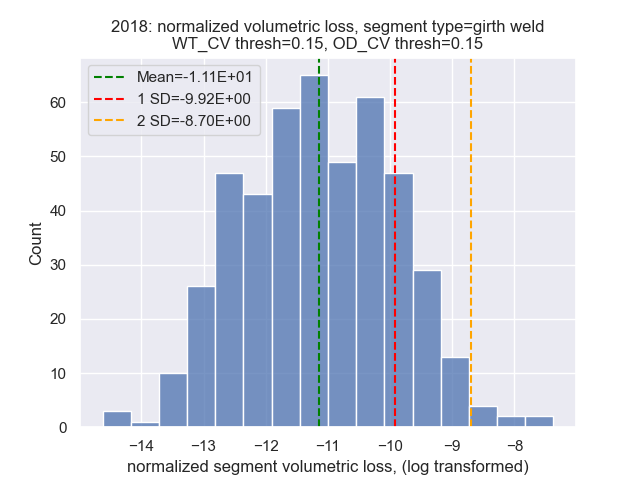 2018: normalized volumetric loss, segment type=girth weld
WT_CV thresh=0.15, OD_CV thresh=0.15
Mean=-1.11E+01
1 SD=-9.92E+00
2 SD=-8.70E+00
60
50
40
30
20
10
0
Count
−14 −13 −12 −11 −10 −9 −8
normalized segment volumetric loss, (log transformed)